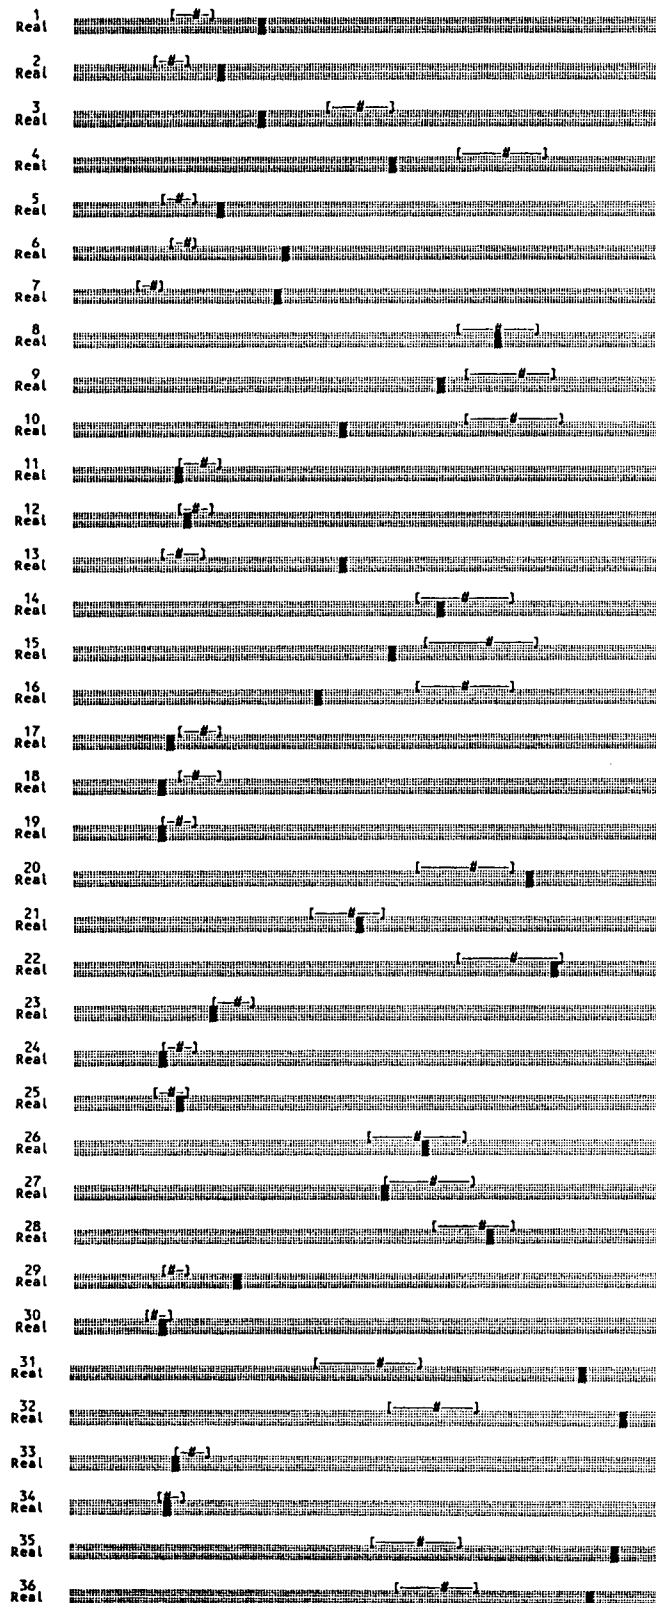 1 [——#-]
Real
2 [-#-]
Real
3 [——#——]
Real
4 [———#———]
Real
5 [-#-]
Real
6 [-#]
Real
7 [-#]
Real
8 [———#———]
Real
9 [————#——]
Real
10 [———#———]
Real
11 [—#-]
Real
12 [-#-]
Real
13 [-#—]
Real
14 [———#———]
Real
15 [————#———]
Real
16 [———#———]
Real
17 [—#-]
Real
18 [-#—]
Real
19 [-#-]
Real
20 [————#——]
Real
21 [———#——]
Real
22 [————#———]
Real
23 [—#-]
Real
24 [-#-]
Real
25 [-#-]
Real
26 [———#———]
Real
27 [———#——]
Real
28 [———#——]
Real
29 [#-]
Real
30 [#-]
Real
31 [————#——]
Real
32 [———#———]
Real
33 [-#-]
Real
34 [#-]
Real
35 [———#———]
Real
36 [———#——]
Real